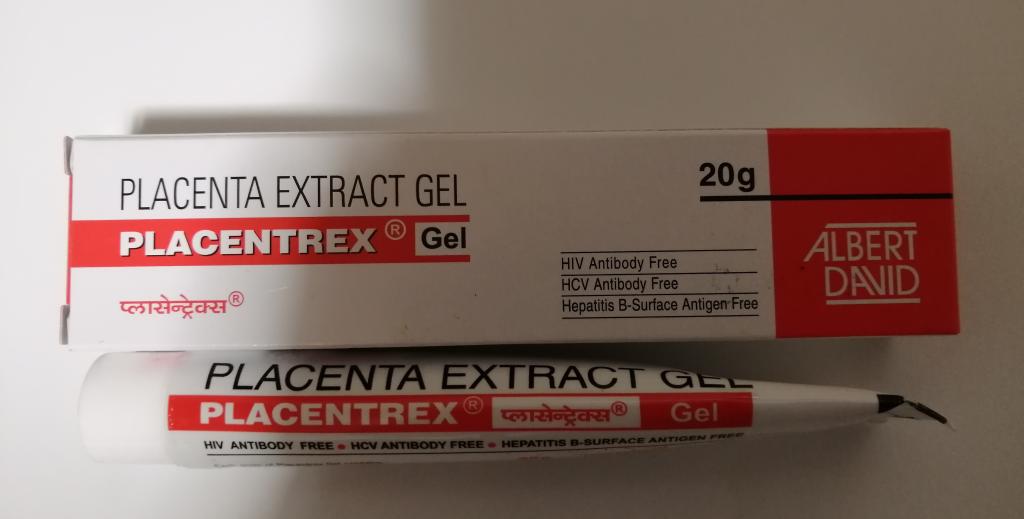 PLACENTA EXTRACT GEL
PLACENTREX® Gel
प्लासेन्ट्रेक्स®
20g
HIV Antibody Free
HCV Antibody Free
Hepatitis B-Surface Antigen Free
ALBERT
DAVID
PLACENTA EXTRACT GEL
PLACENTREX® प्लासेन्ट्रेक्स® Gel
HIV ANTIBODY FREE • HCV ANTIBODY FREE • HEPATITIS B-SURFACE ANTIGEN FREE